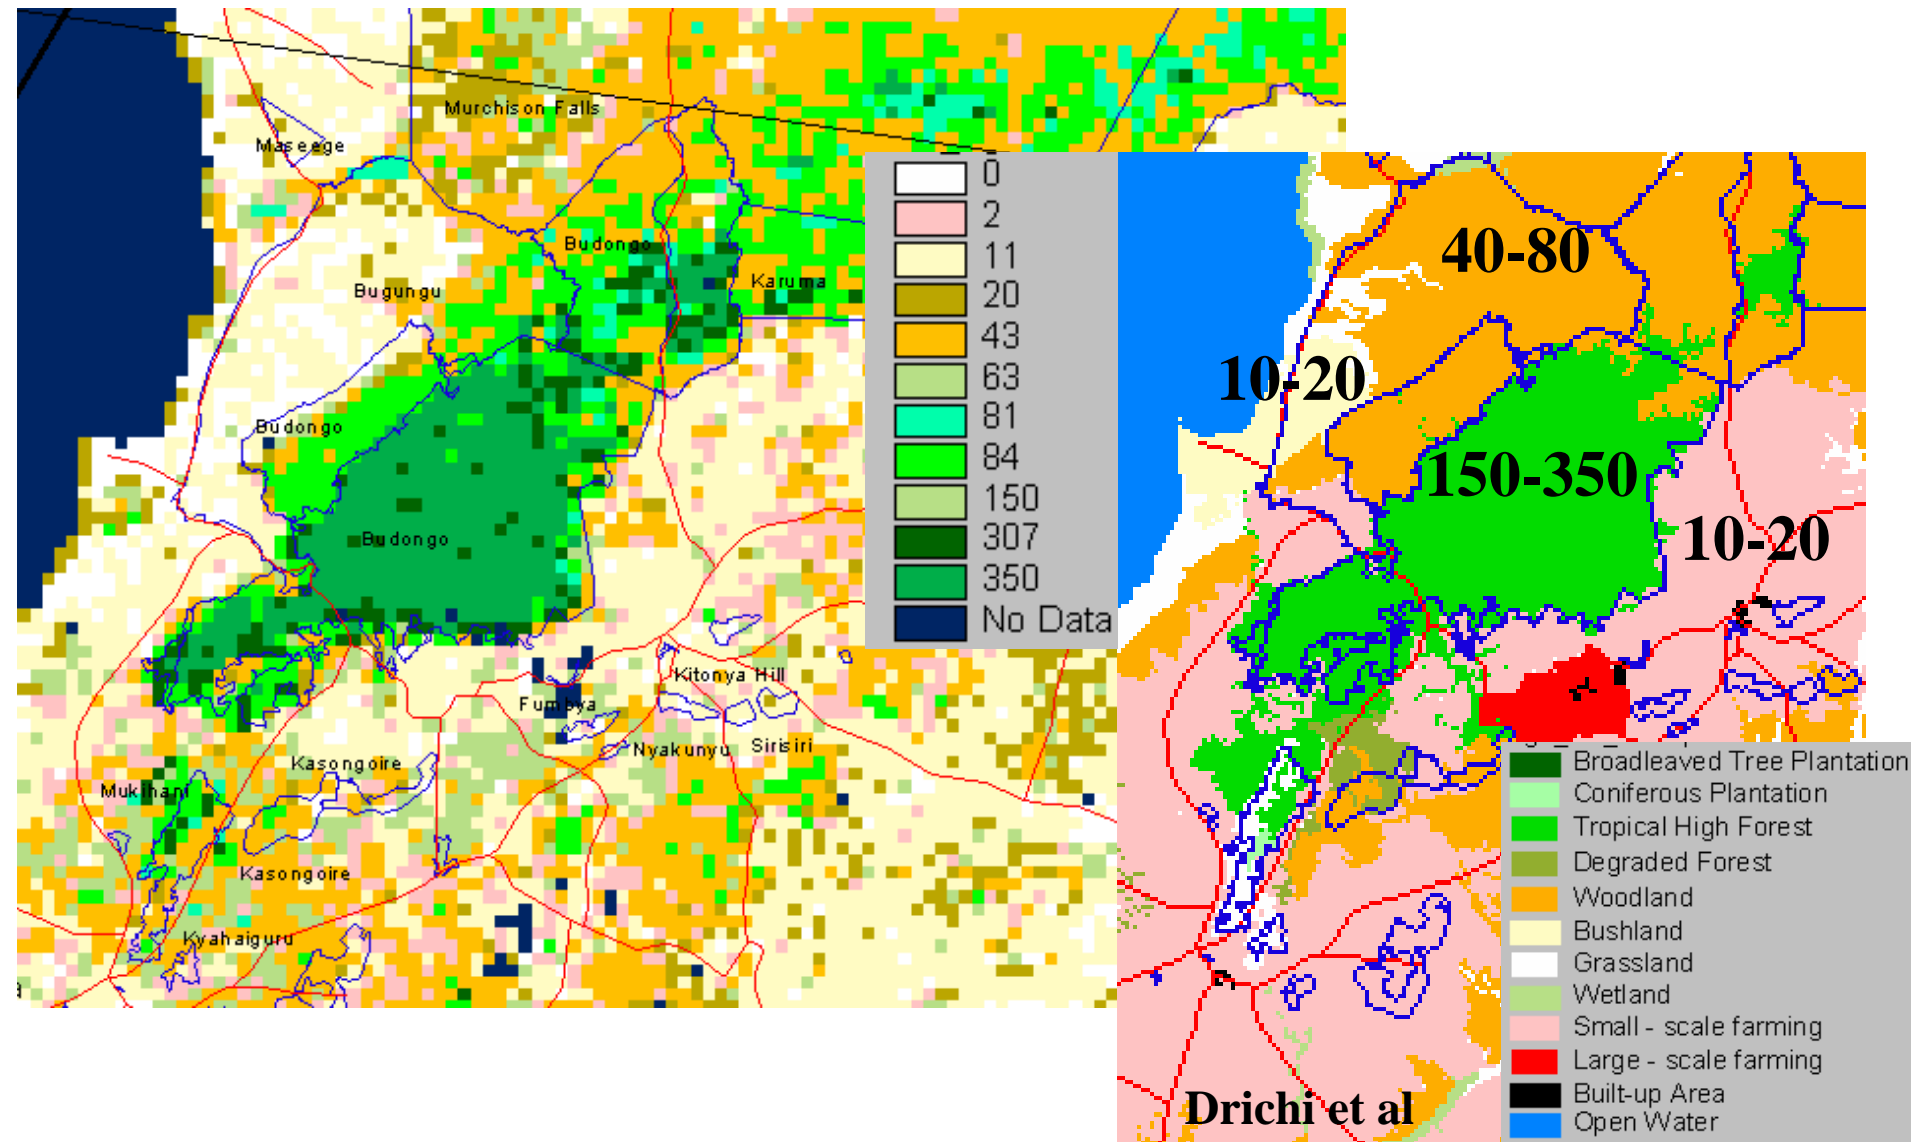 Murchison Falls
Maseege
Budongo
Karuma
Bugungu
Budongo
Budongo
Kitonya Hill
Fumbya
Nyakunyu
Sirisiri
Kasongoire
Mukihani
Kasongoire
Kyahaiguru
a
0
2
11
20
43
63
81
84
150
307
350
No Data
40-80
10-20
150-350
10-20
Drichi et al
Broadleaved Tree Plantation
Coniferous Plantation
Tropical High Forest
Degraded Forest
Woodland
Bushland
Grassland
Wetland
Small - scale farming
Large - scale farming
Built-up Area
Open Water